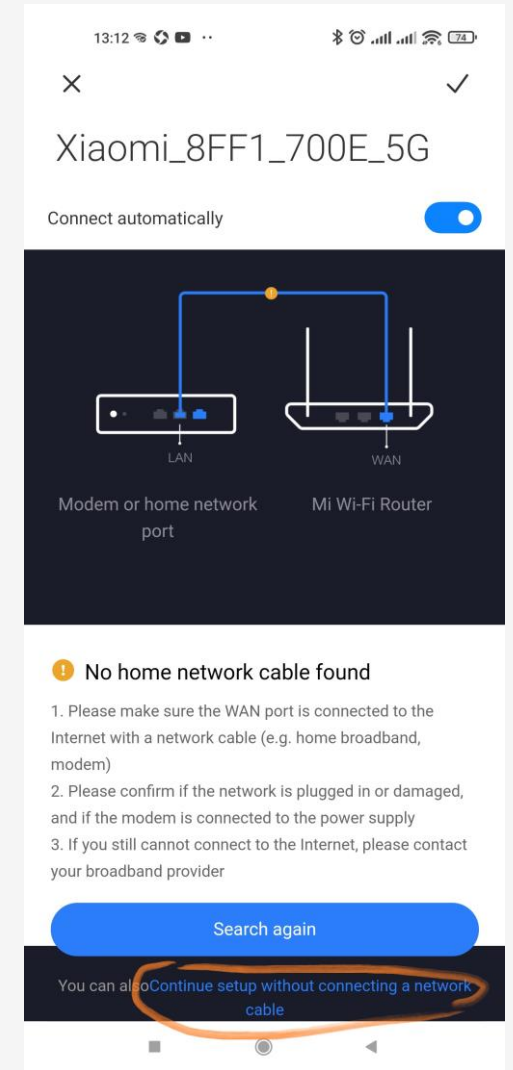 13:12 74
Xiaomi_8FF1_700E_5G
Connect automatically
LAN
WAN
Modem or home network
port
Mi Wi-Fi Router
No home network cable found
1. Please make sure the WAN port is connected to the
Internet with a network cable (e.g. home broadband,
modem)
2. Please confirm if the network is plugged in or damaged,
and if the modem is connected to the power supply
3. If you still cannot connect to the Internet, please contact
your broadband provider
Search again
You can alsoContinue setup without connecting a network
cable